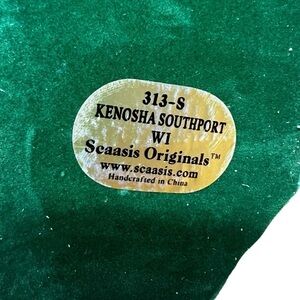 313-S
KENOSHA SOUTHPORT
WI
Scaasis Originals™
www.scaasis.com
Handcrafted in China